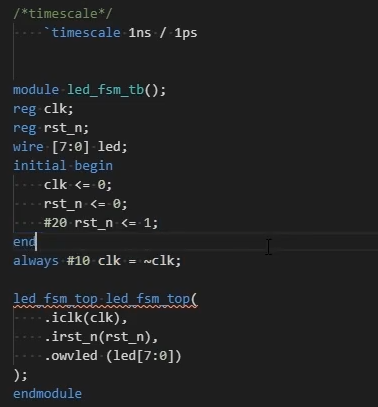 /*timescale*/
`timescale 1ns / 1ps
module led_fsm_tb();
reg clk;
reg rst_n;
wire [7:0] led;
initial begin
clk <= 0;
rst_n <= 0;
#20 rst_n <= 1;
end
always #10 clk = ~clk;
led_fsm_top led_fsm_top(
.iclk(clk),
.irst_n(rst_n),
.owvled (led[7:0])
);
endmodule